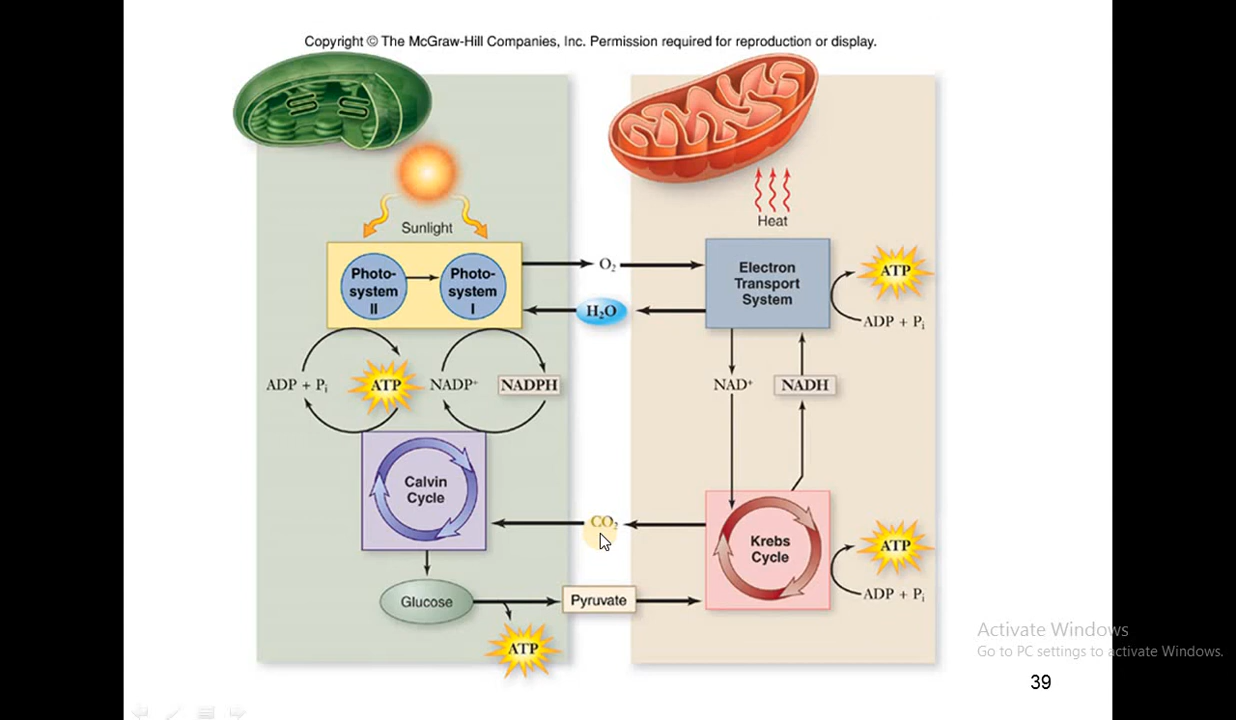 Copyright © The McGraw-Hill Companies, Inc. Permission required for reproduction or display.
Sunlight
Heat
Photo-
system
II
Photo-
system
I
O₂
H₂O
Electron
Transport
System
ATP
ADP + Pᵢ
ADP + Pᵢ
ATP
NADP⁺
NADPH
NAD⁺
NADH
Calvin
Cycle
CO₂
Krebs
Cycle
ATP
ADP + Pᵢ
Glucose
Pyruvate
ATP
Activate Windows
Go to PC settings to activate Windows.
39